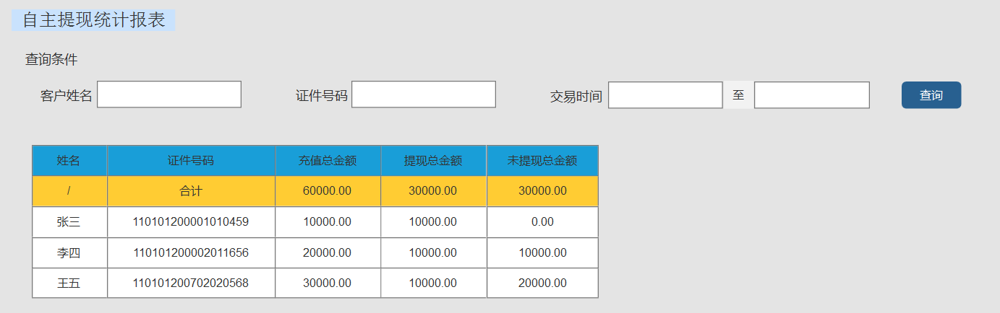 自主提现统计报表
查询条件
客户姓名 证件号码 交易时间 至 查询
姓名 证件号码 充值总金额 提现总金额 未提现总金额
/ 合计 60000.00 30000.00 30000.00
张三 110101200001010459 10000.00 10000.00 0.00
李四 110101200002011656 20000.00 10000.00 10000.00
王五 110101200702020568 30000.00 10000.00 20000.00